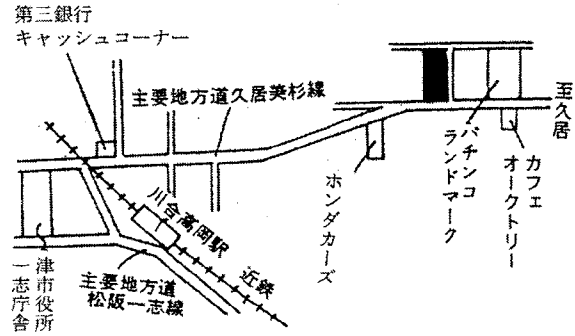 第三銀行
キャッシュコーナー
主要地方道久居美杉線
至久居
カフェ
オークトリー
パチンコ
ランドマーク
ホンダカーズ
川合高岡駅
近鉄
主要地方道
松阪一志線
津市役所
一志庁舎